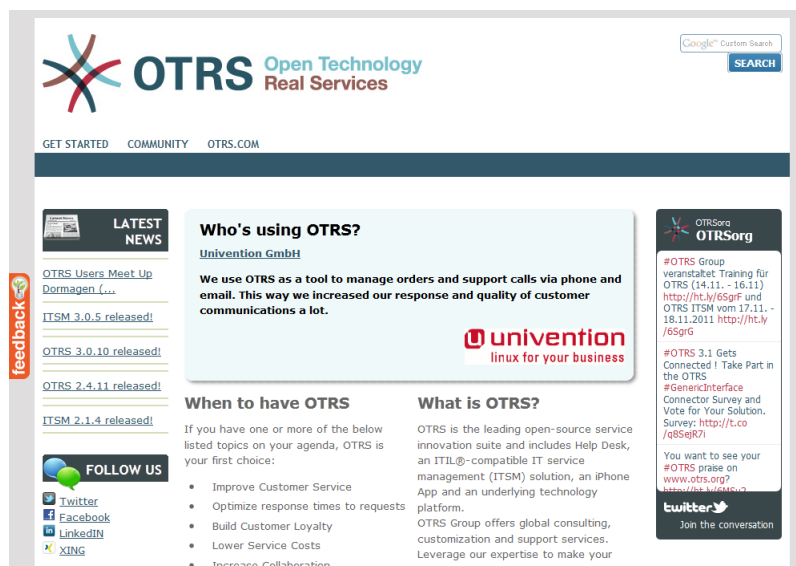 OTRS Open Technology
Real Services
Google™ Custom Search
SEARCH
GET STARTED COMMUNITY OTRS.COM
feedback
LATEST
NEWS
OTRS Users Meet Up
Dormagen (...
ITSM 3.0.5 released!
OTRS 3.0.10 released!
OTRS 2.4.11 released!
ITSM 2.1.4 released!
FOLLOW US
Twitter
Facebook
LinkedIN
XING
Who's using OTRS?
Univention GmbH
We use OTRS as a tool to manage orders and support calls via phone and
email. This way we increased our response and quality of customer
communications a lot.
univention
linux for your business
When to have OTRS
If you have one or more of the below
listed topics on your agenda, OTRS is
your first choice:
Improve Customer Service
Optimize response times to requests
Build Customer Loyalty
Lower Service Costs
Increase Collaboration
What is OTRS?
OTRS is the leading open-source service
innovation suite and includes Help Desk,
an ITIL®-compatible IT service
management (ITSM) solution, an iPhone
App and an underlying technology
platform.
OTRS Group offers global consulting,
customization and support services.
Leverage our expertise to make your
OTRSorg
OTRSorg
#OTRS Group
veranstaltet Training für
OTRS (14.11. - 16.11)
http://ht.ly/6SgrF und
OTRS ITSM vom 17.11. -
18.11.2011 http://ht.ly
/6SgrG
#OTRS 3.1 Gets
Connected ! Take Part in
the OTRS
#GenericInterface
Connector Survey and
Vote for Your Solution.
Survey: http://t.co
/q8SejR7i
You want to see your
#OTRS praise on
www.otrs.org?
twitter
Join the conversation